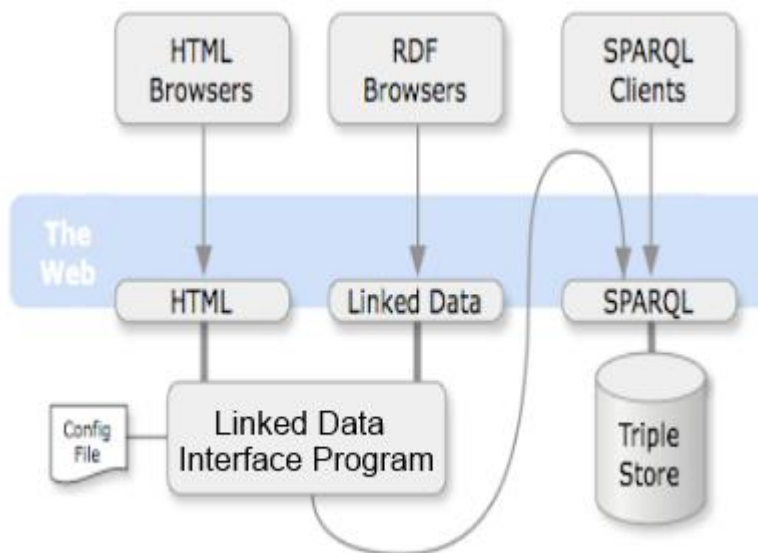 HTML
Browsers
RDF
Browsers
SPARQL
Clients
The
Web
HTML
Linked Data
SPARQL
Config
File
Linked Data
Interface Program
Triple
Store